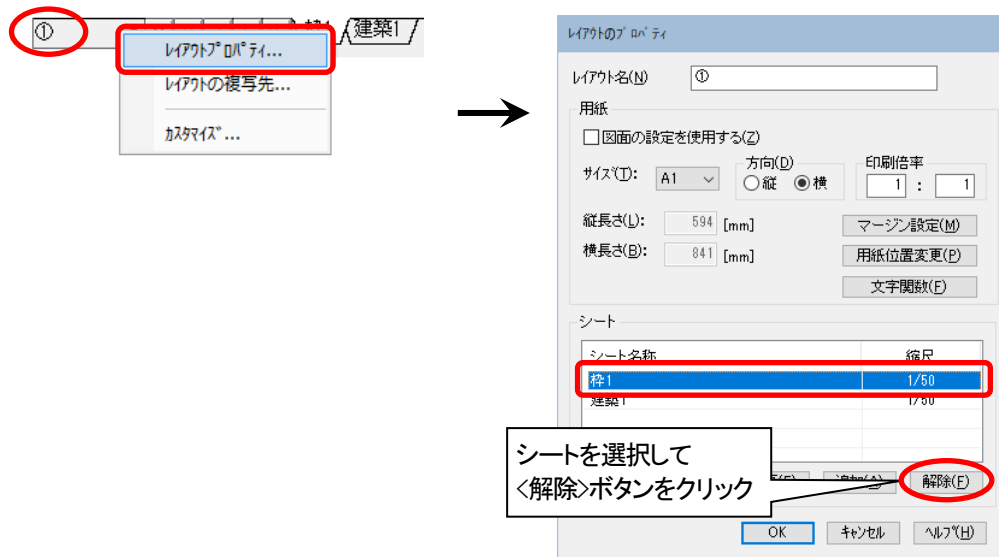 ①
枠1
建築1
ﾚｲｱｳﾄﾌﾟﾛﾊﾟﾃｨ...
ﾚｲｱｳﾄの複写先...
ｶｽﾀﾏｲｽﾞ...
ﾚｲｱｳﾄのﾌﾟﾛﾊﾟﾃｨ
ﾚｲｱｳﾄ名(N)
①
用紙
図面の設定を使用する(Z)
ｻｲｽﾞ(T): A1
方向(D)
縦 横
印刷倍率
1 : 1
縦長さ(L): 594 [mm]
マージン設定(M)
横長さ(B): 841 [mm]
用紙位置変更(P)
文字関数(F)
シート
シート名称 縮尺
枠1 1/50
建築1 1/50
シートを選択して
<解除>ボタンをクリック
追加(A) 解除(F)
OK ｷｬﾝｾﾙ ﾍﾙﾌﾟ(H)